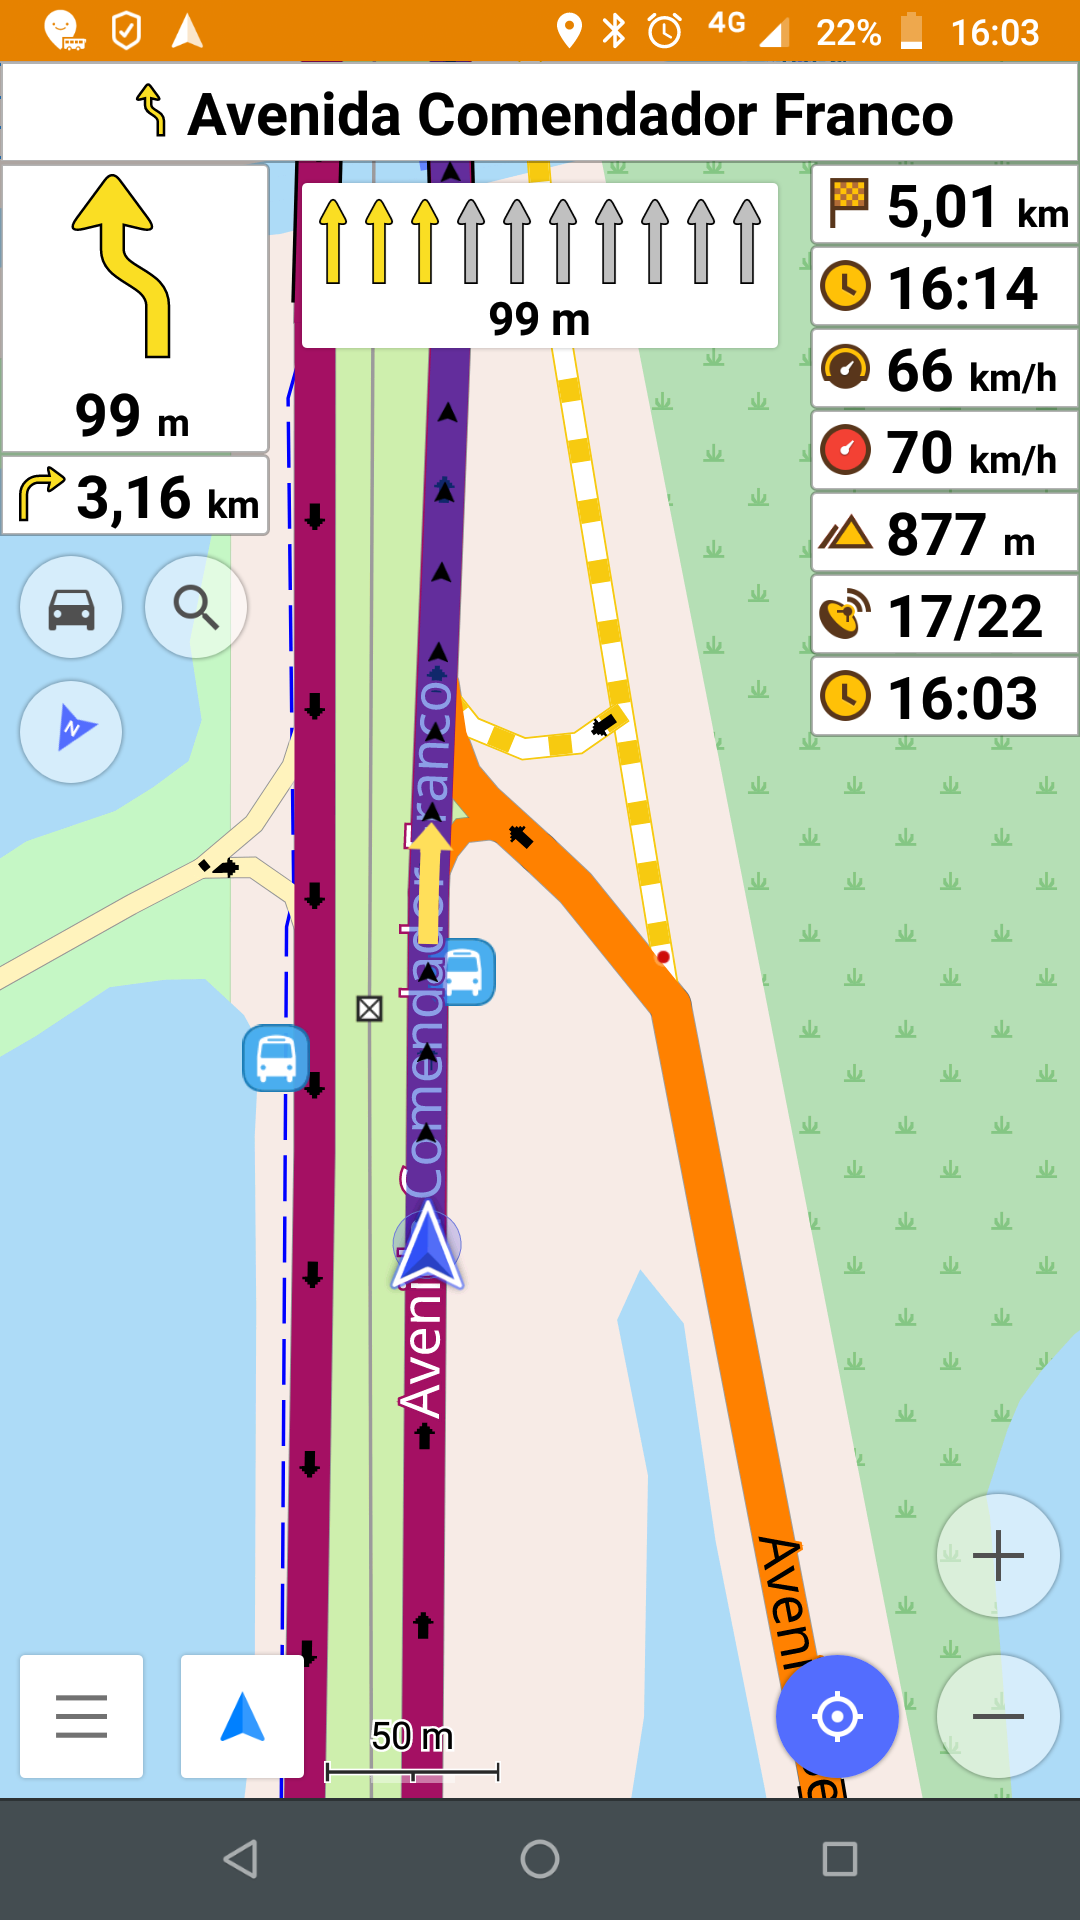 4G 22% 16:03
Avenida Comendador Franco
99 m
3,16 km
99 m
5,01 km
16:14
66 km/h
70 km/h
877 m
17/22
16:03
N
Comendador Franco
Aveni
Aveni
50 m